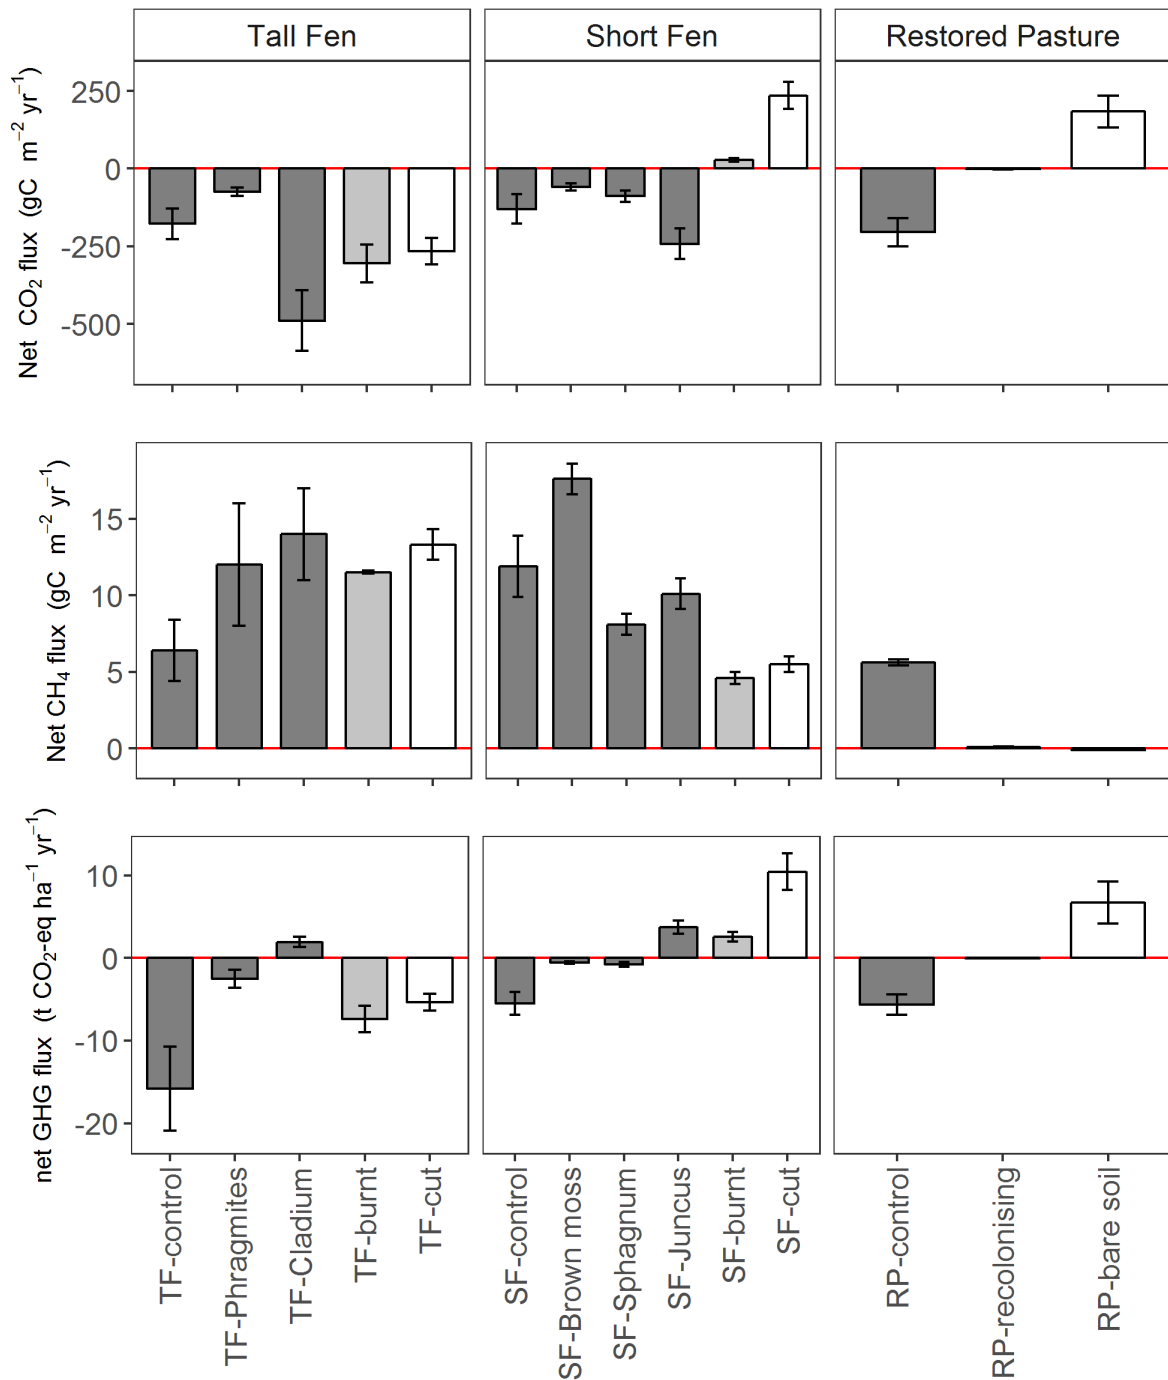 Tall Fen
Short Fen
Restored Pasture
Net CO₂ flux (gC m⁻² yr⁻¹)
250
0
-250
-500
Net CH₄ flux (gC m⁻² yr⁻¹)
15
10
5
0
net GHG flux (t CO₂-eq ha⁻¹ yr⁻¹)
10
0
-10
-20
TF-control
TF-Phragmites
TF-Cladium
TF-burnt
TF-cut
SF-control
SF-Brown moss
SF-Sphagnum
SF-Juncus
SF-burnt
SF-cut
RP-control
RP-recolonising
RP-bare soil